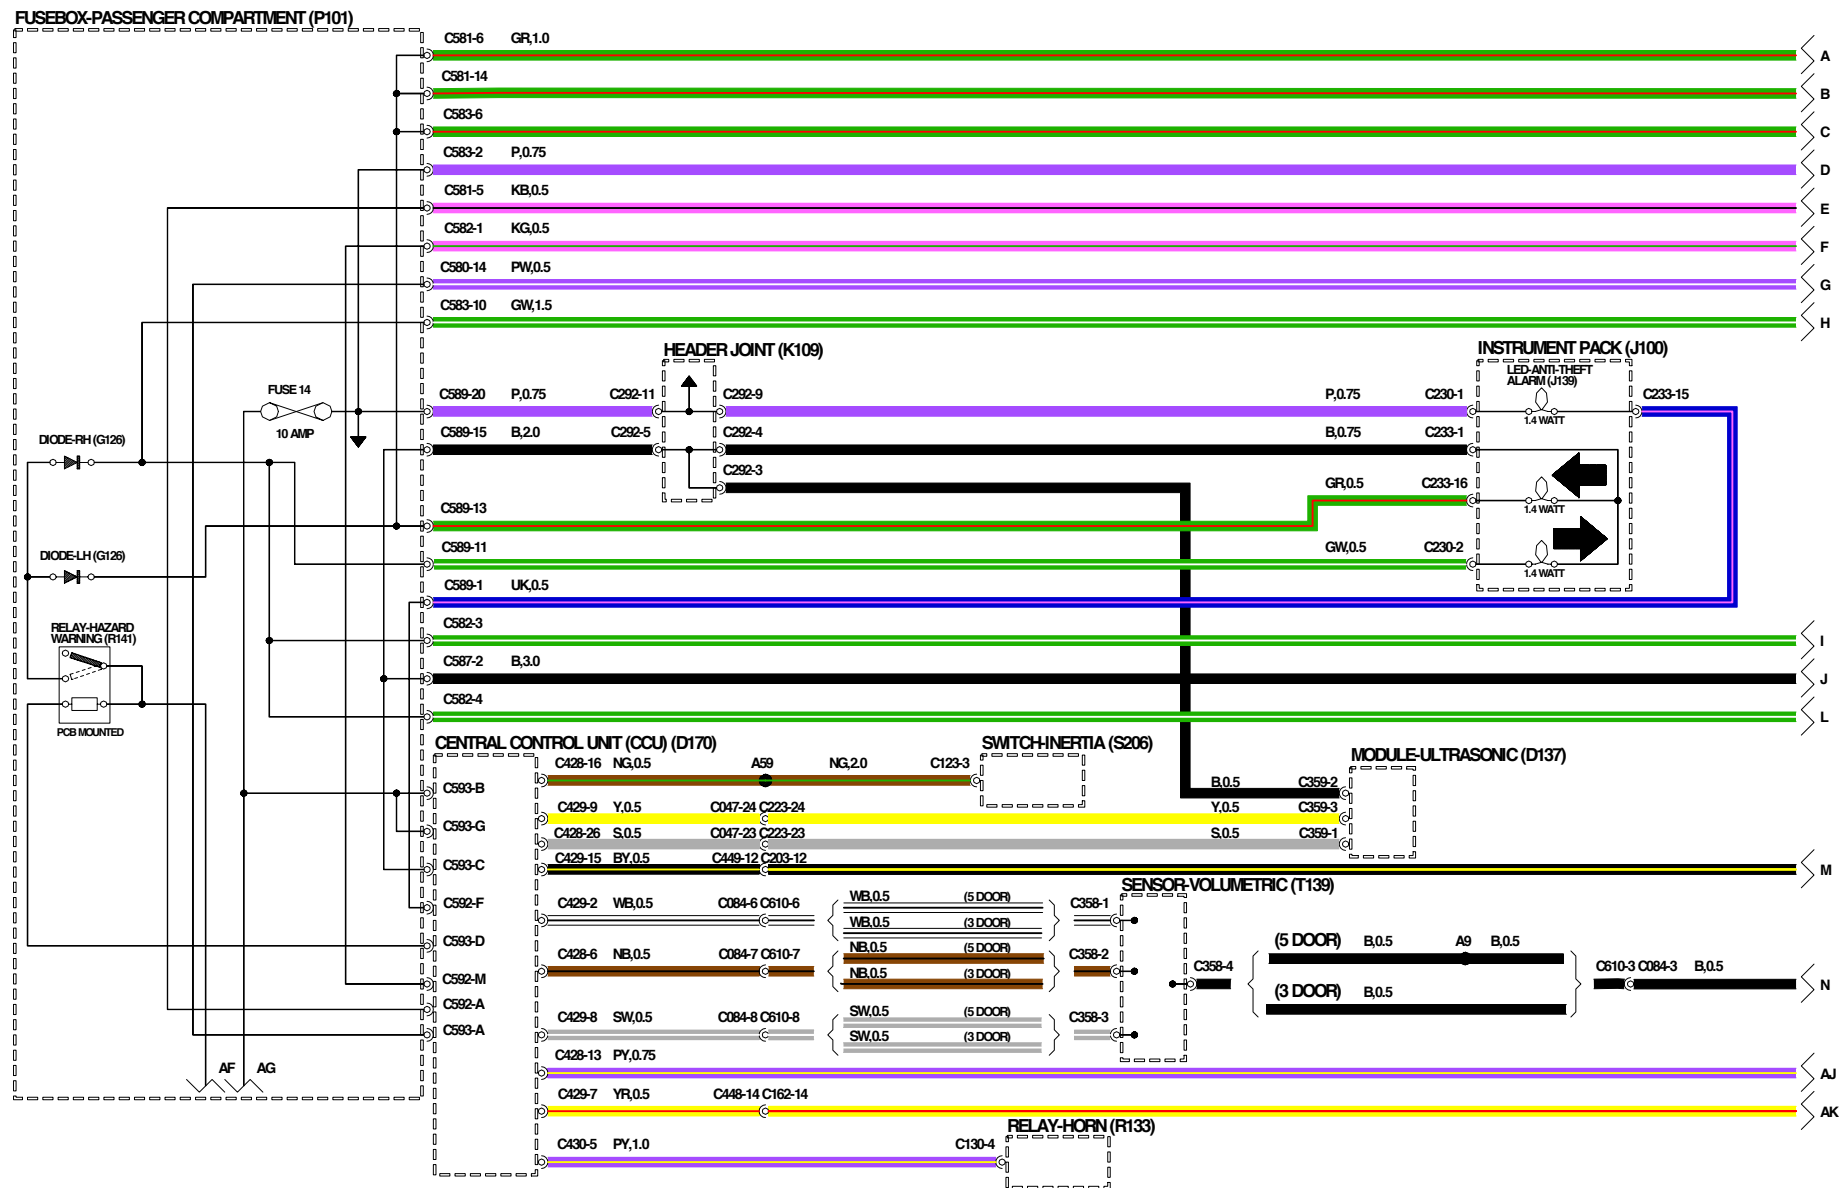 FUSEBOX-PASSENGER COMPARTMENT (P101)
C581-6 GR,1.0
A
C581-14
B
C583-6
C
C583-2 P,0.75
D
C581-5 KB,0.5
E
C582-1 KG,0.5
F
C580-14 PW,0.5
G
C583-10 GW,1.5
H
HEADER JOINT (K109)
INSTRUMENT PACK (J100)
LED-ANTI-THEFT
ALARM (J139)
FUSE 14
C589-20 P,0.75 C292-11 C292-9 P,0.75 C230-1 C233-15
1.4 WATT
10 AMP
DIODE-RH (G126)
C589-15 B,2.0 C292-5 C292-4 B,0.75 C233-1
C292-3
GR,0.5 C233-16
1.4 WATT
C589-13
DIODE-LH (G126)
C589-11 GW,0.5 C230-2
1.4 WATT
C589-1 UK,0.5
RELAY-HAZARD
WARNING (R141)
C582-3
I
C587-2 B,3.0
J
C582-4
L
PCB MOUNTED
CENTRAL CONTROL UNIT (CCU) (D170)
SWITCH-INERTIA (S206)
MODULE-ULTRASONIC (D137)
C428-16 NG,0.5 A59 NG,2.0 C123-3
C593-B
B,0.5 C359-2
C429-9 Y,0.5 C047-24 C223-24 Y,0.5 C359-3
C593-G
C428-26 S,0.5 C047-23 C223-23 S,0.5 C359-1
C593-C
C429-15 BY,0.5 C449-12 C203-12
M
SENSOR-VOLUMETRIC (T139)
C592-F
C429-2 WB,0.5 C084-6 C610-6 WB,0.5 (5 DOOR) C358-1
WB,0.5 (3 DOOR)
C593-D
C428-6 NB,0.5 C084-7 C610-7 NB,0.5 (5 DOOR) C358-2
NB,0.5 (3 DOOR)
(5 DOOR) B,0.5 A9 B,0.5
C358-4
C610-3 C084-3 B,0.5
N
(3 DOOR) B,0.5
C592-M
C592-A
C593-A
C429-8 SW,0.5 C084-8 C610-8 SW,0.5 (5 DOOR) C358-3
SW,0.5 (3 DOOR)
C428-13 PY,0.75
AJ
AF AG
C429-7 YR,0.5 C448-14 C162-14
AK
RELAY-HORN (R133)
C430-5 PY,1.0 C130-4